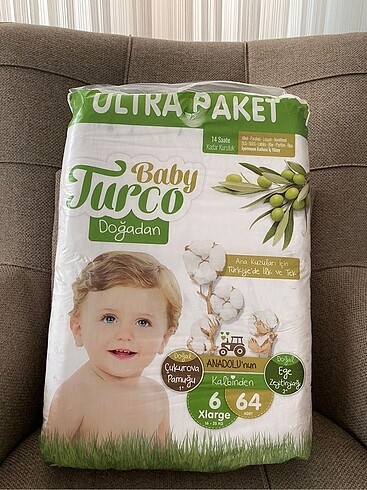 ULTRA PAKET
14 Saate
Kadar Kuruluk
Baby
Turco
Doğadan
Ana Kuzuları İçin
Türkiye'de İlk ve Tek
ANADOLU'nun
Kalbinden
Doğal
Çukurova
Pamuğu
Doğal
Ege
Zeytinyağı
6
Xlarge
64